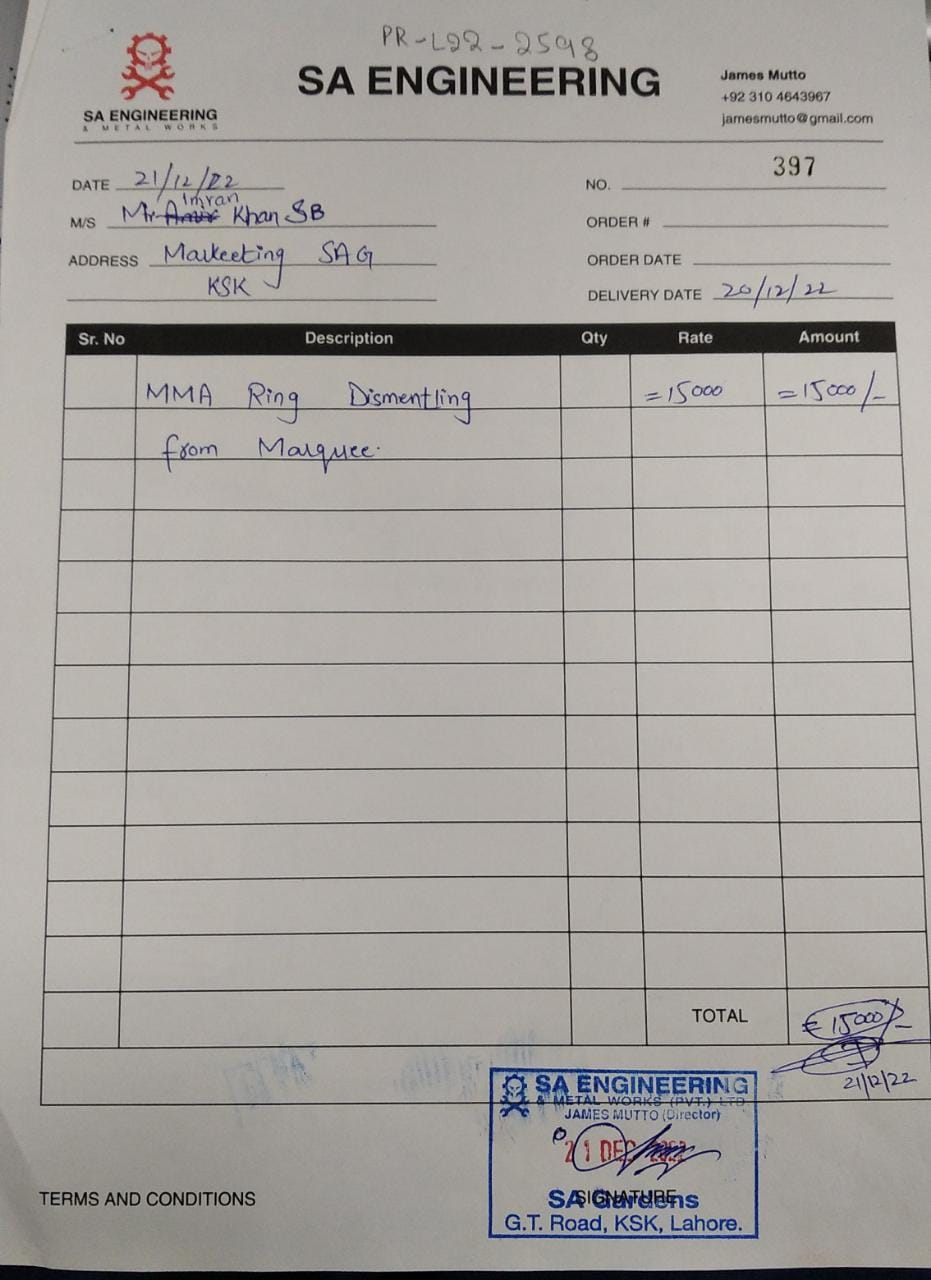 PR-L22-2598
SA ENGINEERING
& METAL WORKS
SA ENGINEERING
James Mutto
+92 310 4643967
jamesmutto@gmail.com
DATE 21/12/22
NO. 397
Imran
M/S Mr Khan SB
ORDER #
ADDRESS Marketing SAG
ORDER DATE
KSK
DELIVERY DATE 20/12/22
Sr. No Description Qty Rate Amount
MMA Ring Dismentling =15000 =15000/-
from Marquee.
TOTAL 15000/-
21/12/22
SA ENGINEERING
& METAL WORKS (PVT.) LTD
JAMES MUTTO (Director)
21 DEC 2022
TERMS AND CONDITIONS
SIGNATURE
SA Gardens
G.T. Road, KSK, Lahore.